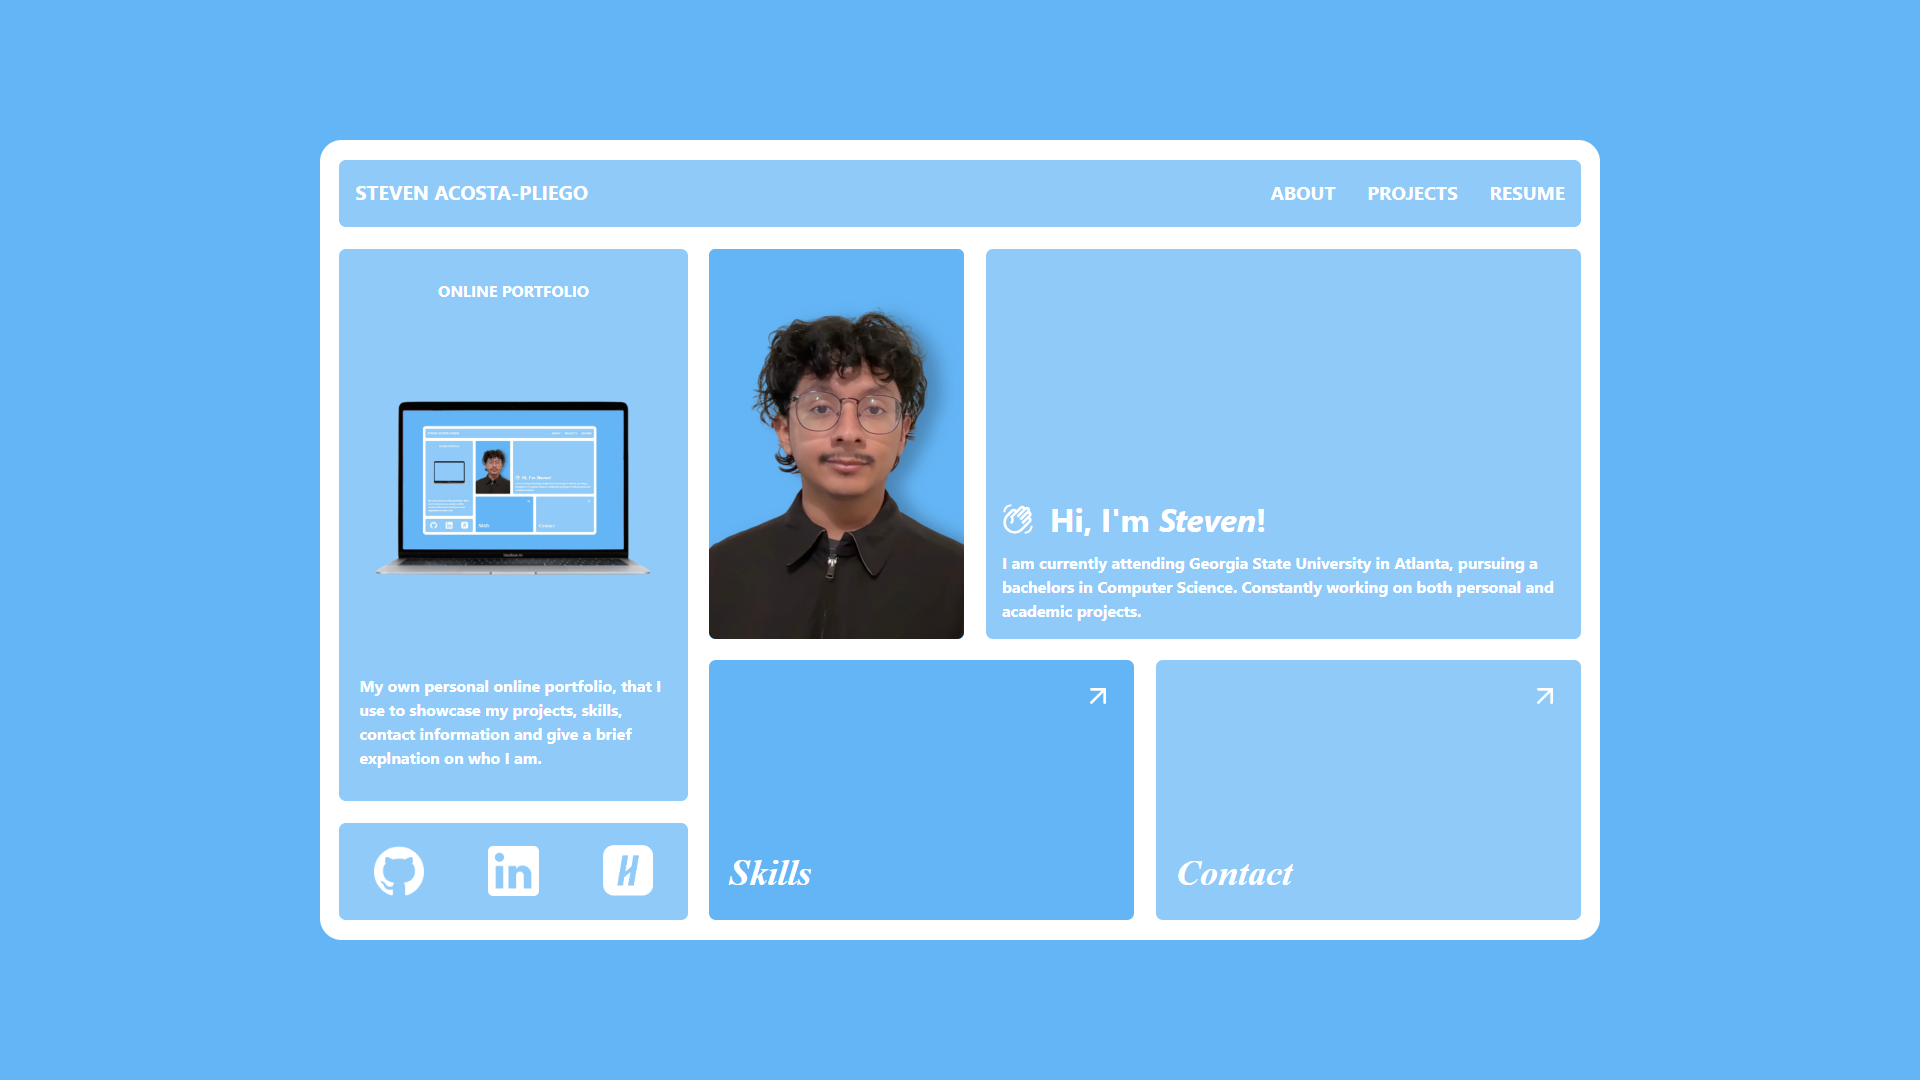 STEVEN ACOSTA-PLIEGO
ABOUT PROJECTS RESUME
ONLINE PORTFOLIO
My own personal online portfolio, that I
use to showcase my projects, skills,
contact information and give a brief
explnation on who I am.
Hi, I'm Steven!
I am currently attending Georgia State University in Atlanta, pursuing a
bachelors in Computer Science. Constantly working on both personal and
academic projects.
in
Skills
Contact